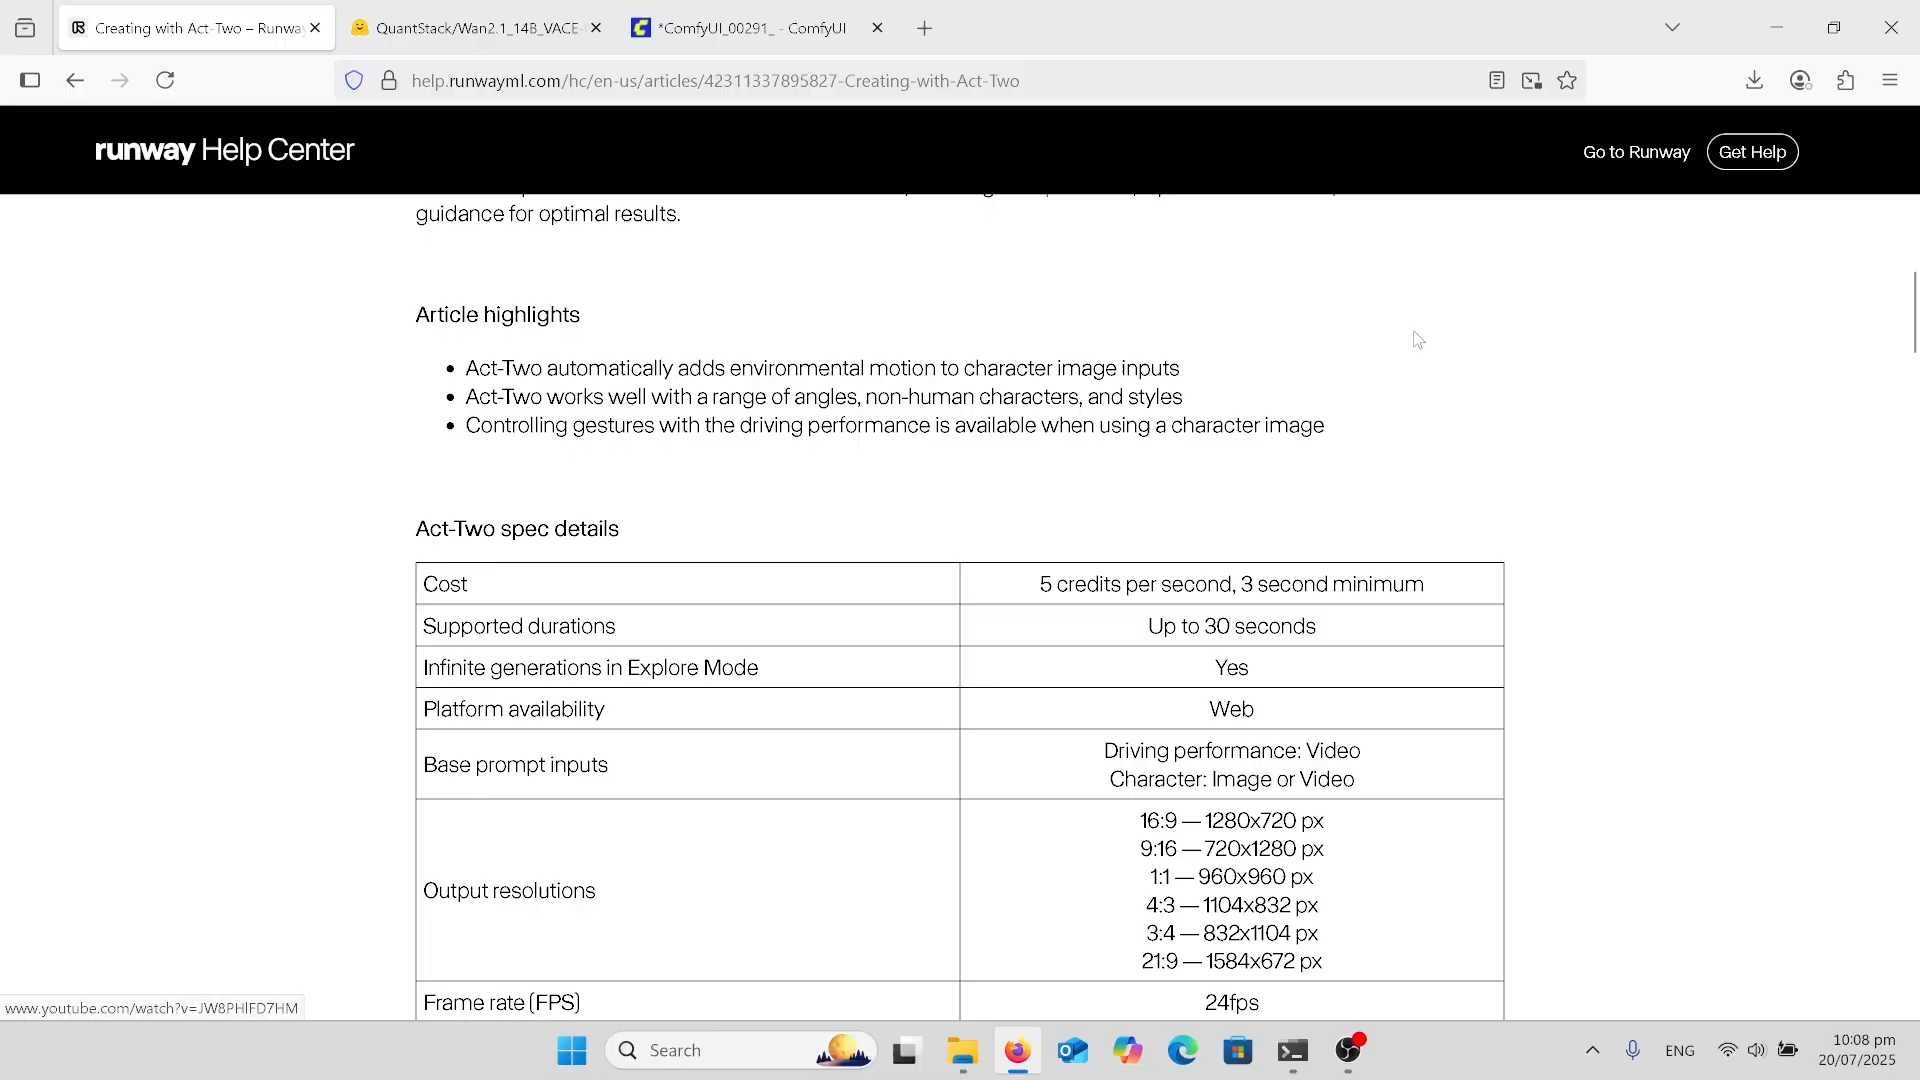 Creating with Act-Two – Runway
QuantStack/Wan2.1_14B_VACE-
*ComfyUI_00291_ - ComfyUI
help.runwayml.com/hc/en-us/articles/42311337895827-Creating-with-Act-Two
runway Help Center
Go to Runway
Get Help
guidance for optimal results.
Article highlights
• Act-Two automatically adds environmental motion to character image inputs
• Act-Two works well with a range of angles, non-human characters, and styles
• Controlling gestures with the driving performance is available when using a character image
Act-Two spec details
Cost
5 credits per second, 3 second minimum
Supported durations
Up to 30 seconds
Infinite generations in Explore Mode
Yes
Platform availability
Web
Base prompt inputs
Driving performance: Video
Character: Image or Video
Output resolutions
16:9 — 1280x720 px
9:16 — 720x1280 px
1:1 — 960x960 px
4:3 — 1104x832 px
3:4 — 832x1104 px
21:9 — 1584x672 px
Frame rate (FPS)
24fps
www.youtube.com/watch?v=JW8PHlFD7HM
Search
ENG
10:08 pm
20/07/2025